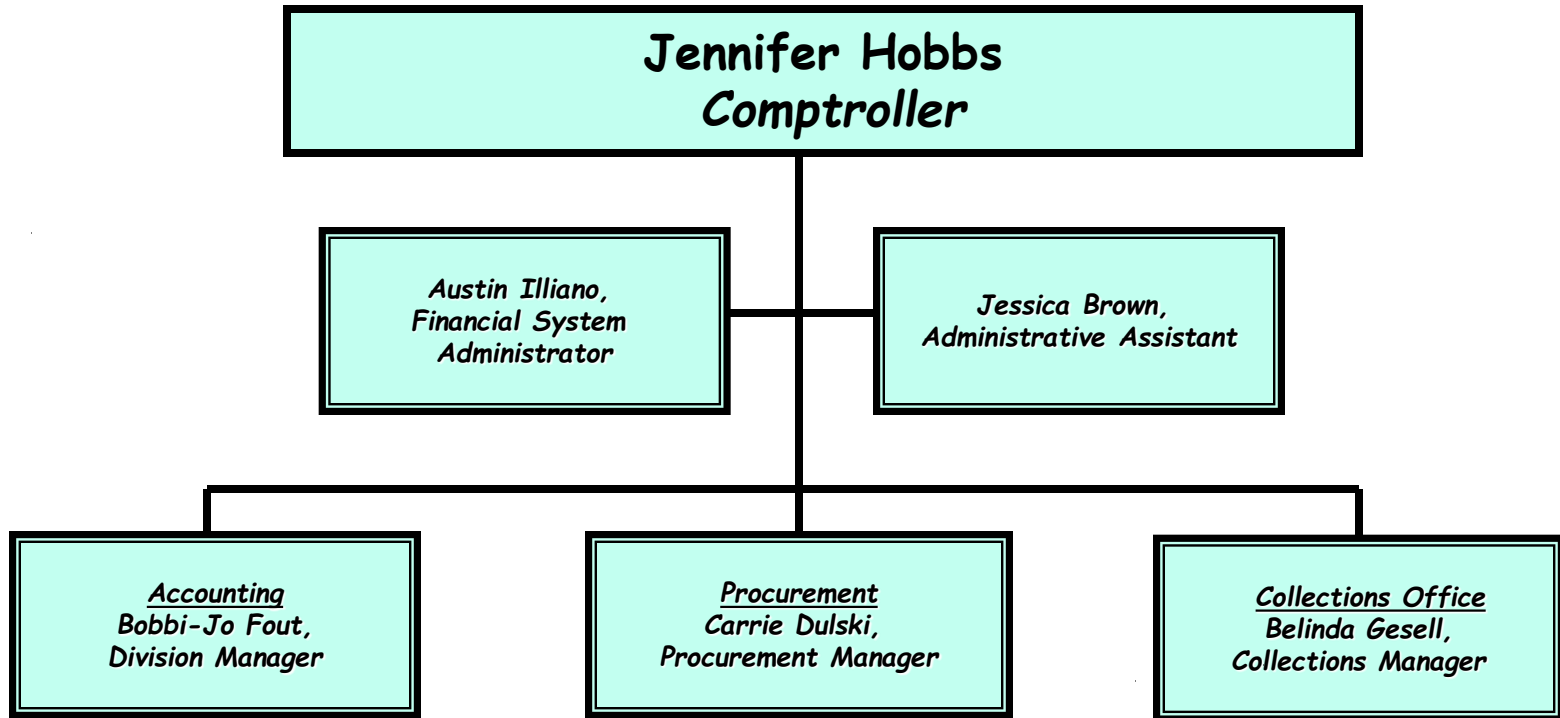 Jennifer Hobbs
Comptroller
Austin Illiano,
Financial System
Administrator
Jessica Brown,
Administrative Assistant
Accounting
Bobbi-Jo Fout,
Division Manager
Procurement
Carrie Dulski,
Procurement Manager
Collections Office
Belinda Gesell,
Collections Manager